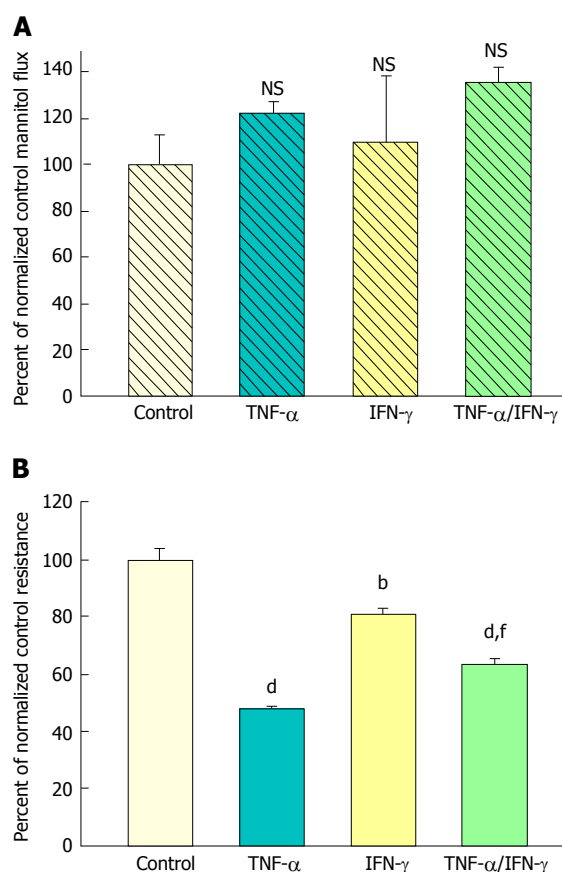 A
Percent of normalized control mannitol flux
140
120
100
80
60
40
20
0
NS
NS
NS
Control
TNF-α
IFN-γ
TNF-α/IFN-γ
B
Percent of normalized control resistance
120
100
80
60
40
20
0
d
b
d,f
Control
TNF-α
IFN-γ
TNF-α/IFN-γ